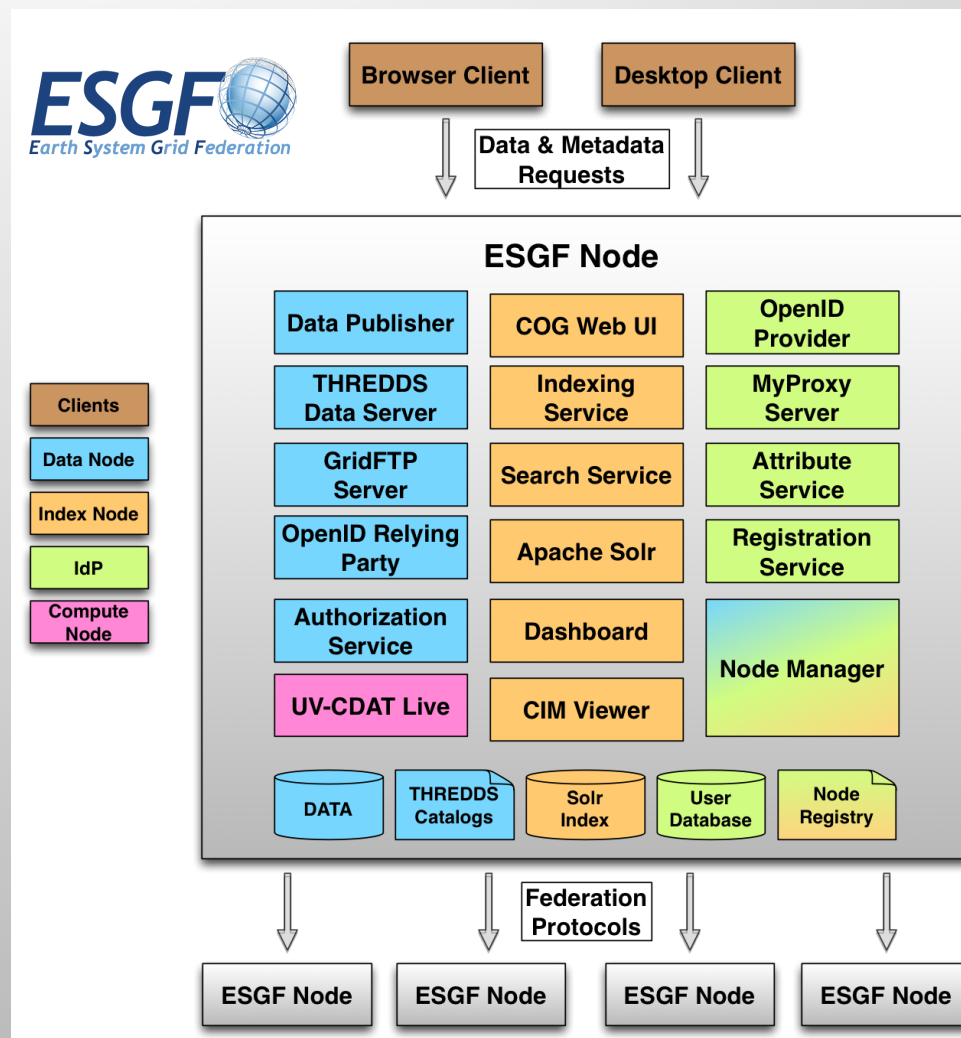 Browser Client
Desktop Client
ESGF
Earth System Grid Federation
Data & Metadata
Requests
ESGF Node
Data Publisher
COG Web UI
OpenID
Provider
THREDDS
Data Server
Indexing
Service
MyProxy
Server
GridFTP
Server
Search Service
Attribute
Service
OpenID Relying
Party
Apache Solr
Registration
Service
Authorization
Service
Dashboard
Node Manager
UV-CDAT Live
CIM Viewer
Clients
Data Node
Index Node
IdP
Compute
Node
DATA
THREDDS
Catalogs
Solr
Index
User
Database
Node
Registry
Federation
Protocols
ESGF Node
ESGF Node
ESGF Node
ESGF Node